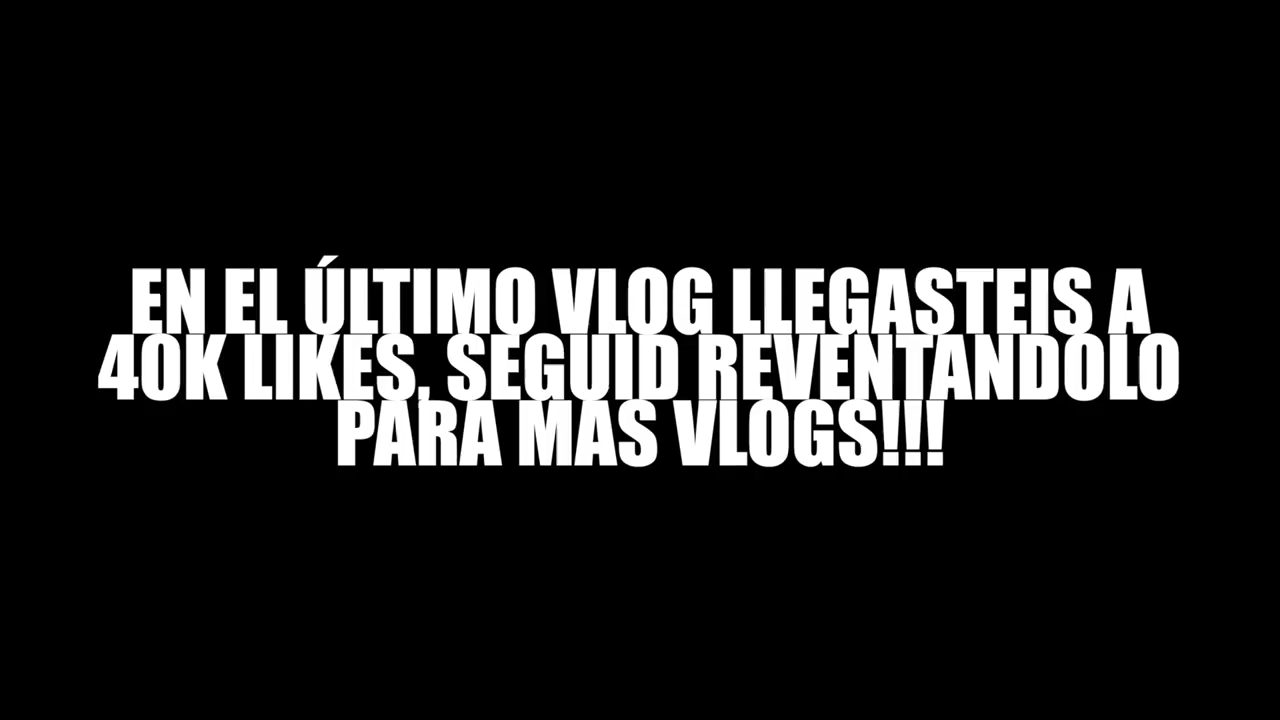 EN EL ÚLTIMO VLOG LLEGASTEIS A
40K LIKES, SEGUID REVENTANDOLO
PARA MAS VLOGS!!!